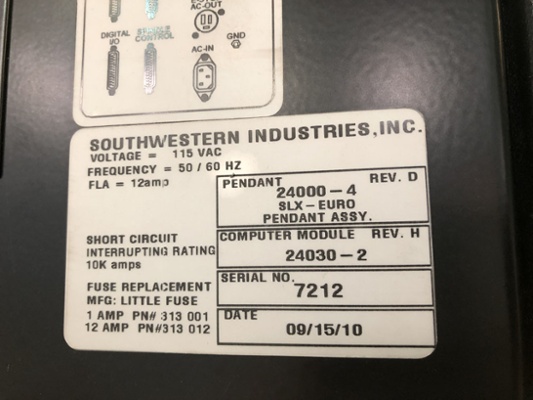 AC-OUT
DIGITAL
I/O
SPINDLE
CONTROL
AC-IN
GND
SOUTHWESTERN INDUSTRIES, INC.
VOLTAGE = 115 VAC
FREQUENCY = 50 / 60 HZ
FLA = 12amp
PENDANT REV. D
24000-4
SLX-EURO
PENDANT ASSY.
SHORT CIRCUIT
INTERRUPTING RATING
10K amps
COMPUTER MODULE REV. H
24030-2
FUSE REPLACEMENT
MFG: LITTLE FUSE
1 AMP PN# 313 001
12 AMP PN#313 012
SERIAL NO.
7212
DATE
09/15/10